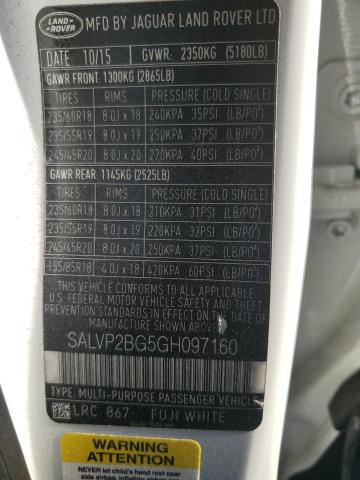 LAND
ROVER
MFD BY JAGUAR LAND ROVER LTD
DATE: 10/15 GVWR: 2350KG (5180LB)
GAWR FRONT: 1300KG (2865LB)
TIRES RIMS PRESSURE (COLD SINGLE)
235/60R18 8.0J x 18 240KPA 35PSI (LB/PO²)
235/55R19 8.0J x 19 250KPA 37PSI (LB/PO²)
245/45R20 8.0J x 20 270KPA 40PSI (LB/PO²)
GAWR REAR: 1145KG (2525LB)
TIRES RIMS PRESSURE (COLD SINGLE)
235/60R18 8.0J x 18 210KPA 31PSI (LB/PO²)
235/55R19 8.0J x 19 220KPA 32PSI (LB/PO²)
245/45R20 8.0J x 20 250KPA 37PSI (LB/PO²)
155/85R18 4.0J x 18 420KPA 60PSI (LB/PO²)
THIS VEHICLE CONFORMS TO ALL APPLICABLE
FEDERAL MOTOR VEHICLE SAFETY AND THEFT
PREVENTION STANDARDS IN EFFECT ON THE DATE
OF MANUFACTURE SHOWN ABOVE
SALVP2BG5GH097160
TYPE: MULTI-PURPOSE PASSENGER VEHICLE
LRC 867 FUJI WHITE
WARNING
ATTENTION
NEVER let child's head rest